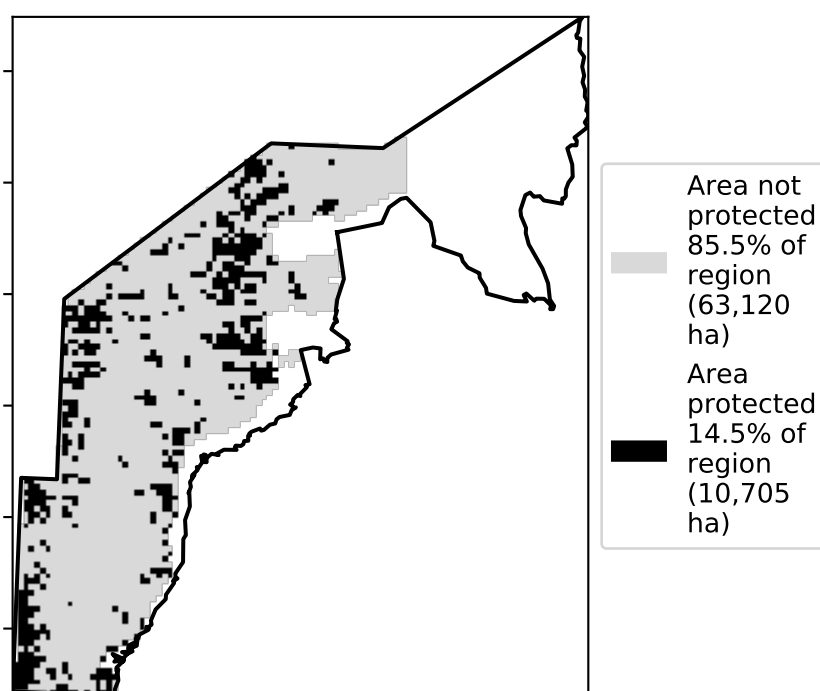 Area not
protected
85.5% of
region
(63,120
ha)
Area
protected
14.5% of
region
(10,705
ha)